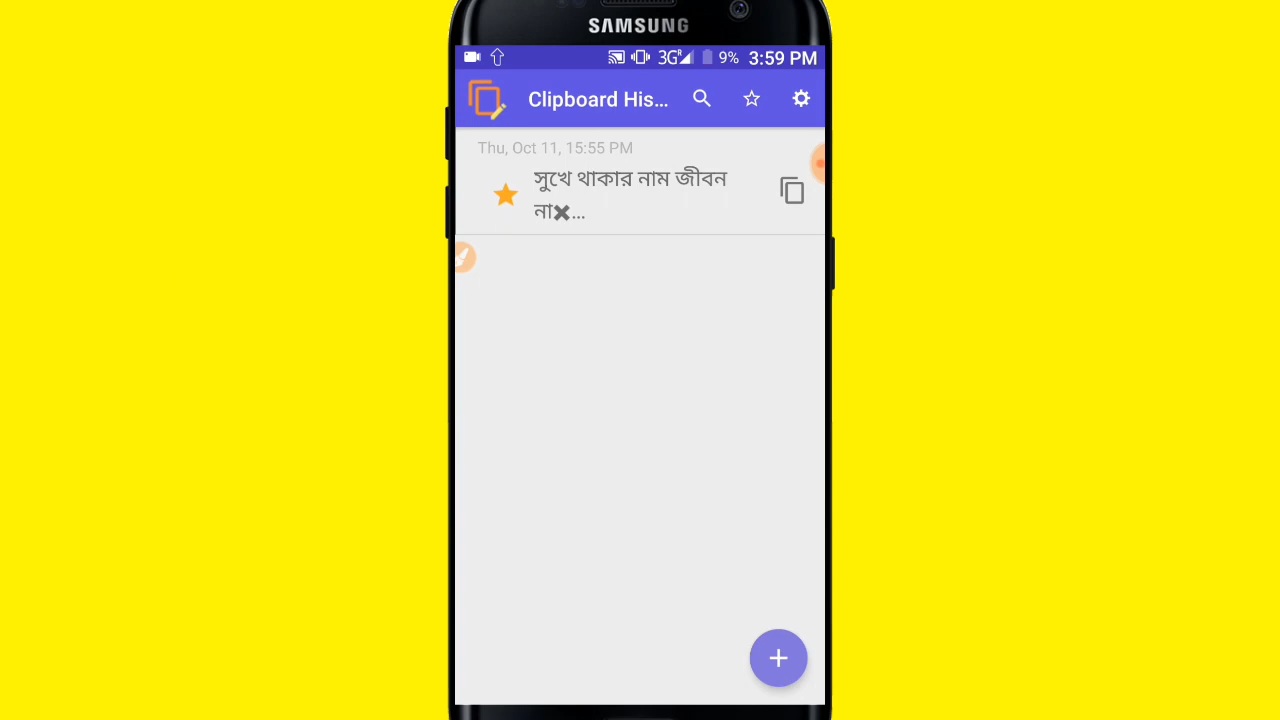 SAMSUNG
3G R 9% 3:59 PM
Clipboard His...
Thu, Oct 11, 15:55 PM
সুখে থাকার নাম জীবন
না✖...